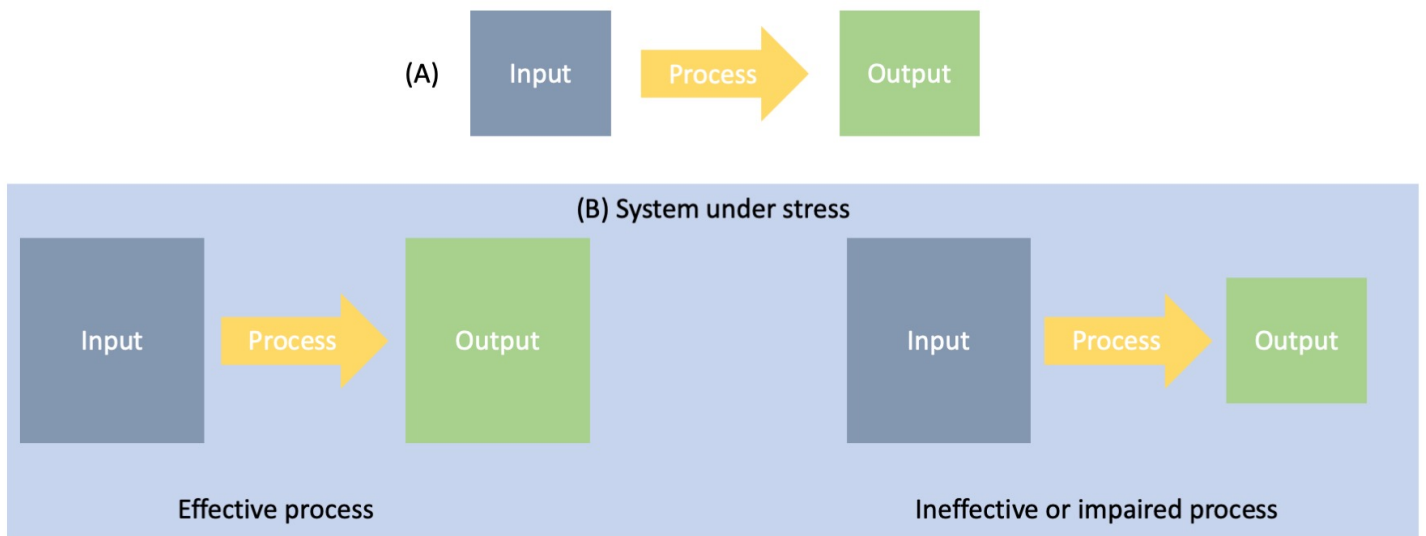 (A) Input Process Output
(B) System under stress
Input Process Output Input Process Output
Effective process Ineffective or impaired process